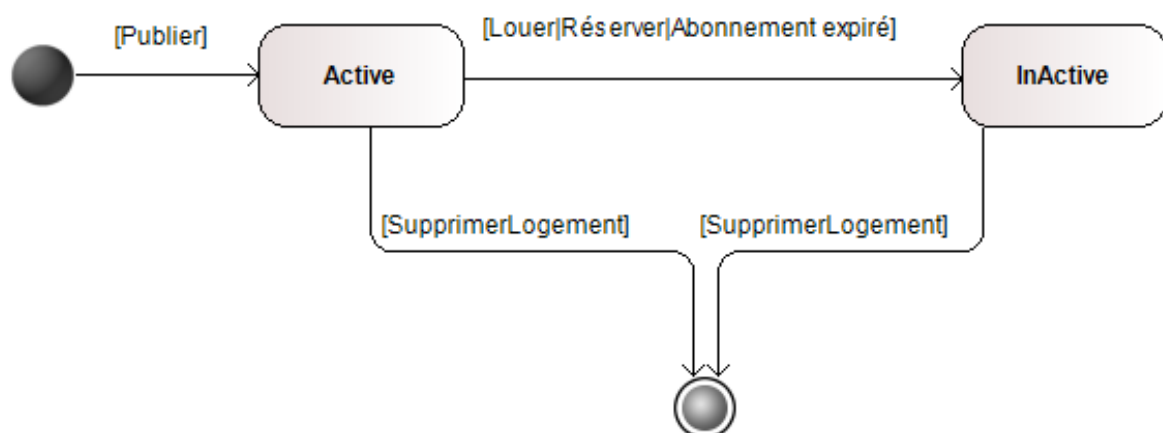 [Publier]
[Louer|Réserver|Abonnement expiré]
Active
InActive
[SupprimerLogement]
[SupprimerLogement]